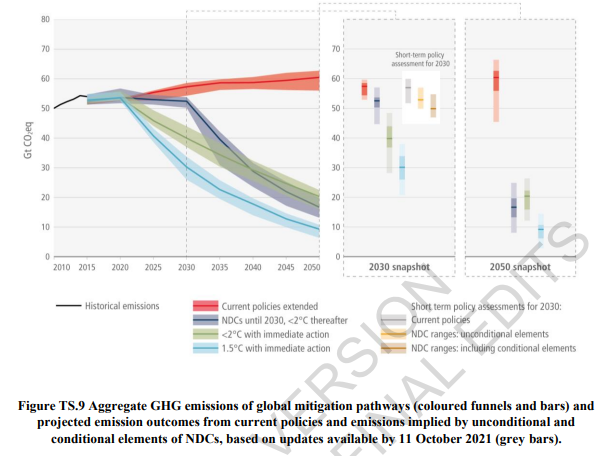 80
70
60
50
40
30
20
10
0
Gt CO₂eq
2010 2015 2020 2025 2030 2035 2040 2045 2050
80
70
60
50
40
30
20
10
0
Short-term policy
assessment for 2030
2030 snapshot
2050 snapshot
Historical emissions
Current policies extended
NDCs until 2030, <2°C thereafter
<2°C with immediate action
1.5°C with immediate action
Short term policy assessments for 2030:
Current policies
NDC ranges: unconditional elements
NDC ranges: including conditional elements
VERSION
FINAL EDITS
Figure TS.9 Aggregate GHG emissions of global mitigation pathways (coloured funnels and bars) and
projected emission outcomes from current policies and emissions implied by unconditional and
conditional elements of NDCs, based on updates available by 11 October 2021 (grey bars).